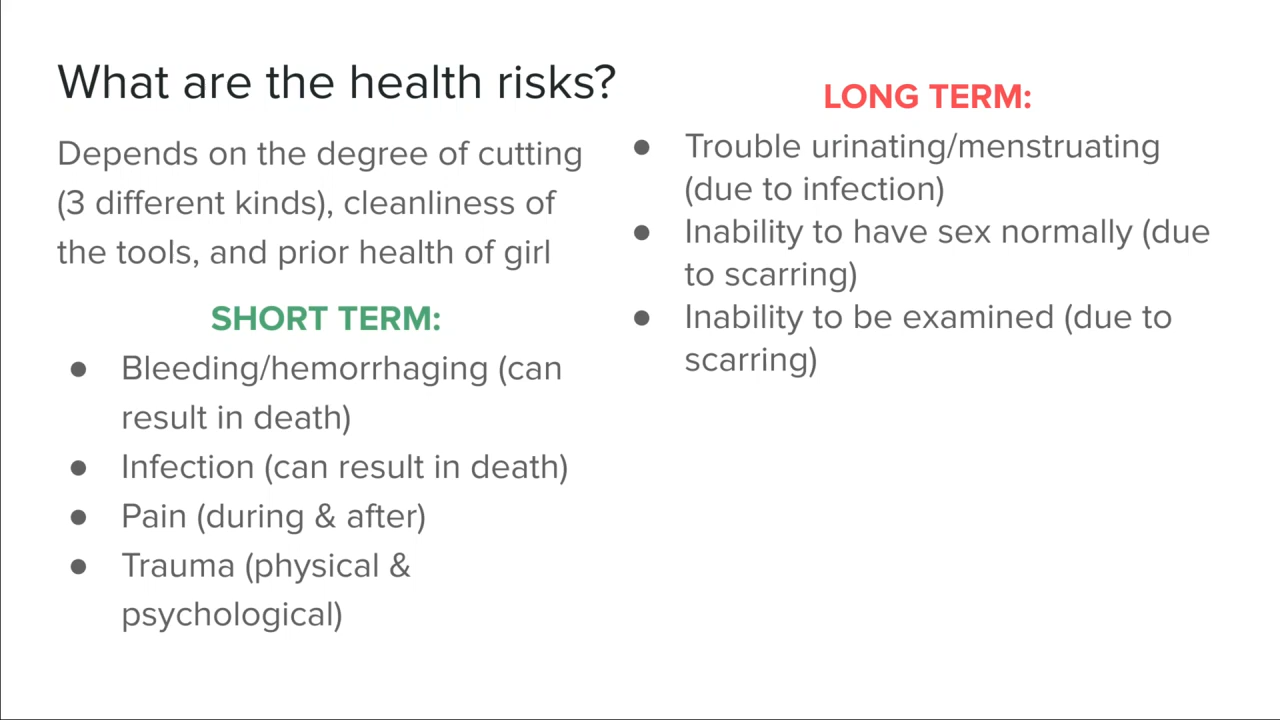 What are the health risks?
Depends on the degree of cutting
(3 different kinds), cleanliness of
the tools, and prior health of girl
SHORT TERM:
● Bleeding/hemorrhaging (can
result in death)
● Infection (can result in death)
● Pain (during & after)
● Trauma (physical &
psychological)
LONG TERM:
● Trouble urinating/menstruating
(due to infection)
● Inability to have sex normally (due
to scarring)
● Inability to be examined (due to
scarring)